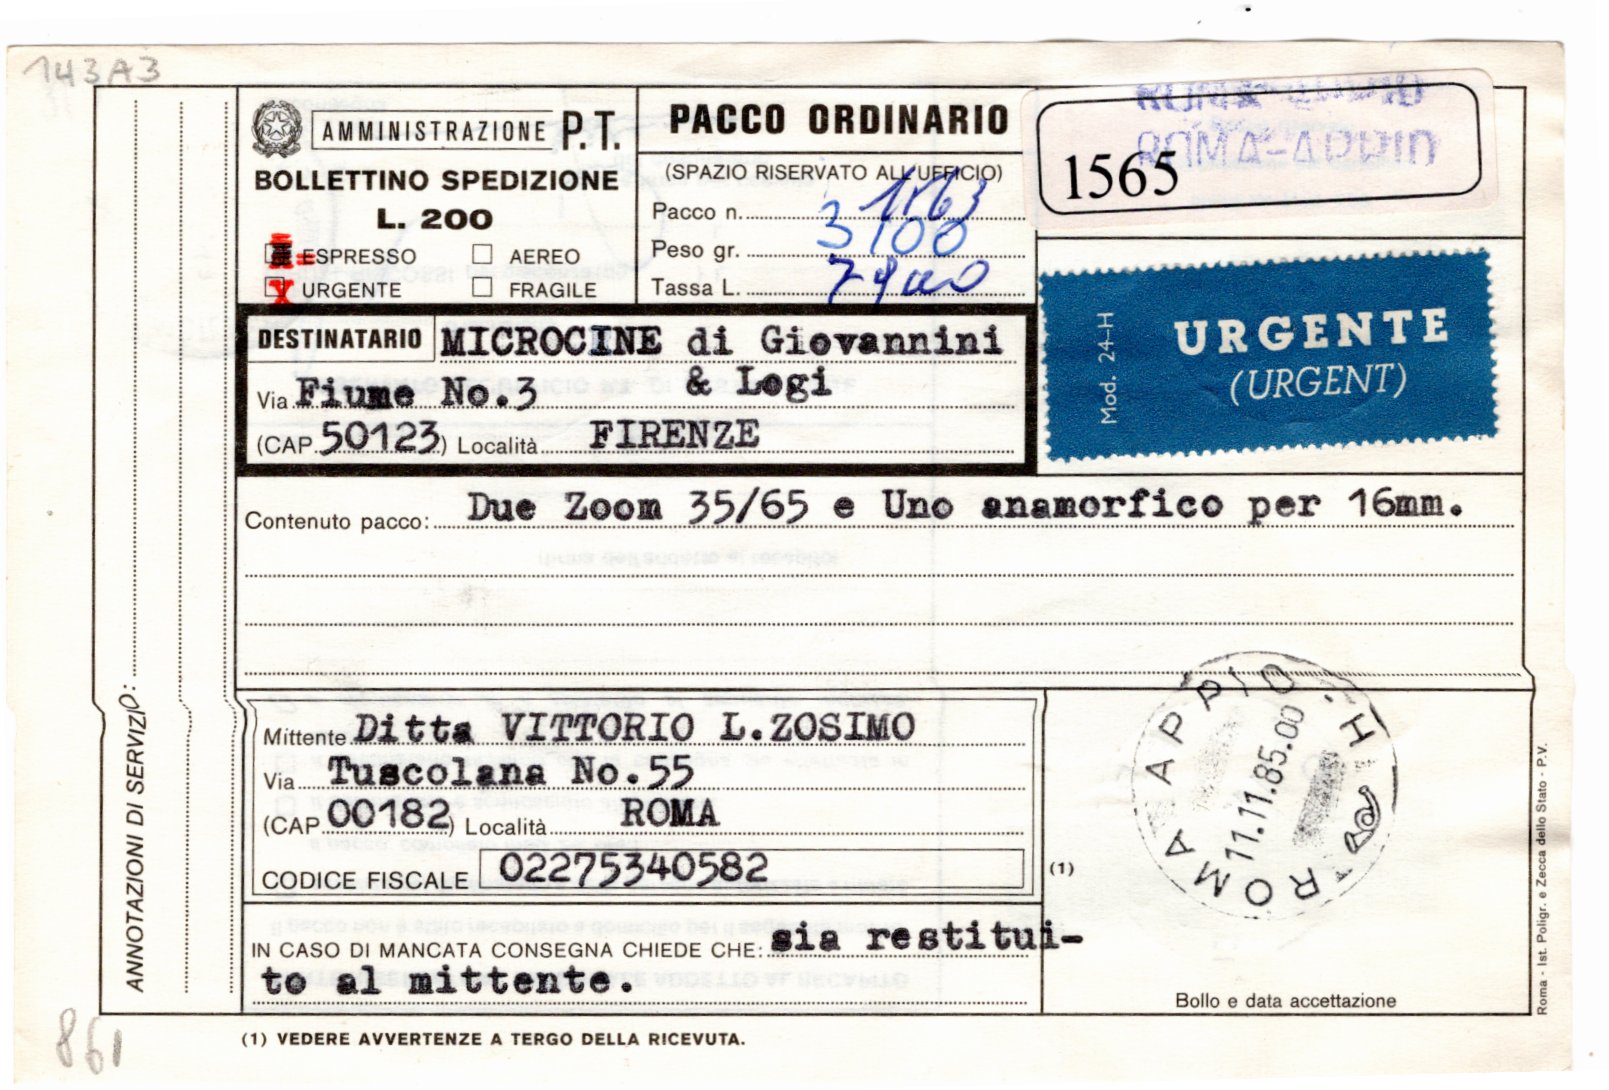 143A3
AMMINISTRAZIONE P.T.
BOLLETTINO SPEDIZIONE
L. 200
ESPRESSO
AEREO
URGENTE
FRAGILE
PACCO ORDINARIO
(SPAZIO RISERVATO ALL'UFFICIO)
Pacco n.
Peso gr. 3100
Tassa L.
1565
ROMA-APPIO
Mod. 24-H
URGENTE
(URGENT)
DESTINATARIO MICROCINE di Giovannini
Via Fiume No.3 & Logi
(CAP 50123) Località FIRENZE
Contenuto pacco: Due Zoom 35/65 e Uno anamorfico per 16mm.
Mittente Ditta VITTORIO L.ZOSIMO
Via Tuscolana No.55
(CAP 00182) Località ROMA
CODICE FISCALE 02275340582
IN CASO DI MANCATA CONSEGNA CHIEDE CHE: sia restitui-
to al mittente.
(1)
ROMA APPIO
11.11.85.00
H
Bollo e data accettazione
ANNOTAZIONI DI SERVIZIO:
Roma - Ist. Poligr. e Zecca dello Stato - P.V.
861
(1) VEDERE AVVERTENZE A TERGO DELLA RICEVUTA.